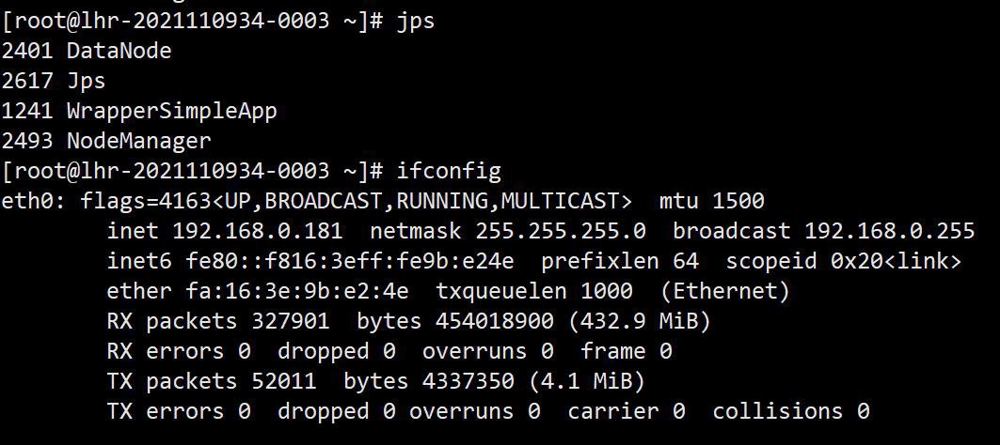 [root@lhr-2021110934-0003 ~]# jps
2401 DataNode
2617 Jps
1241 WrapperSimpleApp
2493 NodeManager
[root@lhr-2021110934-0003 ~]# ifconfig
eth0: flags=4163<UP,BROADCAST,RUNNING,MULTICAST>  mtu 1500
        inet 192.168.0.181  netmask 255.255.255.0  broadcast 192.168.0.255
        inet6 fe80::f816:3eff:fe9b:e24e  prefixlen 64  scopeid 0x20<link>
        ether fa:16:3e:9b:e2:4e  txqueuelen 1000  (Ethernet)
        RX packets 327901  bytes 454018900 (432.9 MiB)
        RX errors 0  dropped 0  overruns 0  frame 0
        TX packets 52011  bytes 4337350 (4.1 MiB)
        TX errors 0  dropped 0 overruns 0  carrier 0  collisions 0